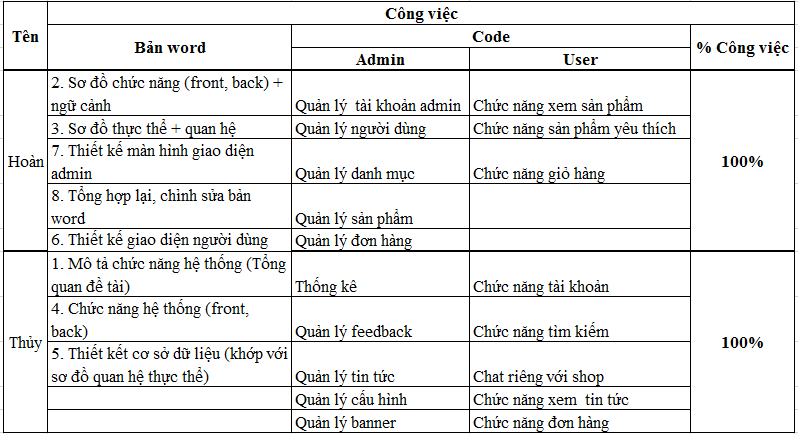 Tên
Công việc
Bản word
Code
% Công việc
Admin
User
Hoàn
2. Sơ đồ chức năng (front, back) +
ngữ cảnh
Quản lý tài khoản admin
Chức năng xem sản phẩm
100%
3. Sơ đồ thực thể + quan hệ
Quản lý người dùng
Chức năng sản phẩm yêu thích
7. Thiết kế màn hình giao diện
admin
Quản lý danh mục
Chức năng giỏ hàng
8. Tổng hợp lại, chỉnh sửa bản
word
Quản lý sản phẩm
6. Thiết kế giao diện người dùng
Quản lý đơn hàng
Thủy
1. Mô tả chức năng hệ thống (Tổng
quan đề tài)
Thống kê
Chức năng tài khoản
100%
4. Chức năng hệ thống (front,
back)
Quản lý feedback
Chức năng tìm kiếm
5. Thiết kết cơ sở dữ liệu (khớp với
sơ đồ quan hệ thực thể)
Quản lý tin tức
Chat riêng với shop
Quản lý cấu hình
Chức năng xem tin tức
Quản lý banner
Chức năng đơn hàng